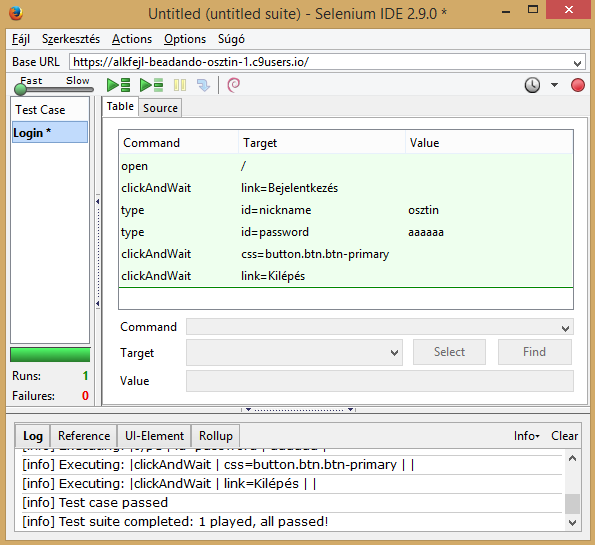 Untitled (untitled suite) - Selenium IDE 2.9.0 *
Fájl Szerkesztés Actions Options Súgó
Base URL https://alkfejl-beadando-osztin-1.c9users.io/
Fast Slow
Test Case
Login *
Table Source
Command Target Value
open /
clickAndWait link=Bejelentkezés
type id=nickname osztin
type id=password aaaaaa
clickAndWait css=button.btn.btn-primary
clickAndWait link=Kilépés
Command
Target Select Find
Value
Runs: 1
Failures: 0
Log Reference UI-Element Rollup Info Clear
[info] Executing: |type | id=password | aaaaaa |
[info] Executing: |clickAndWait | css=button.btn.btn-primary | |
[info] Executing: |clickAndWait | link=Kilépés | |
[info] Test case passed
[info] Test suite completed: 1 played, all passed!